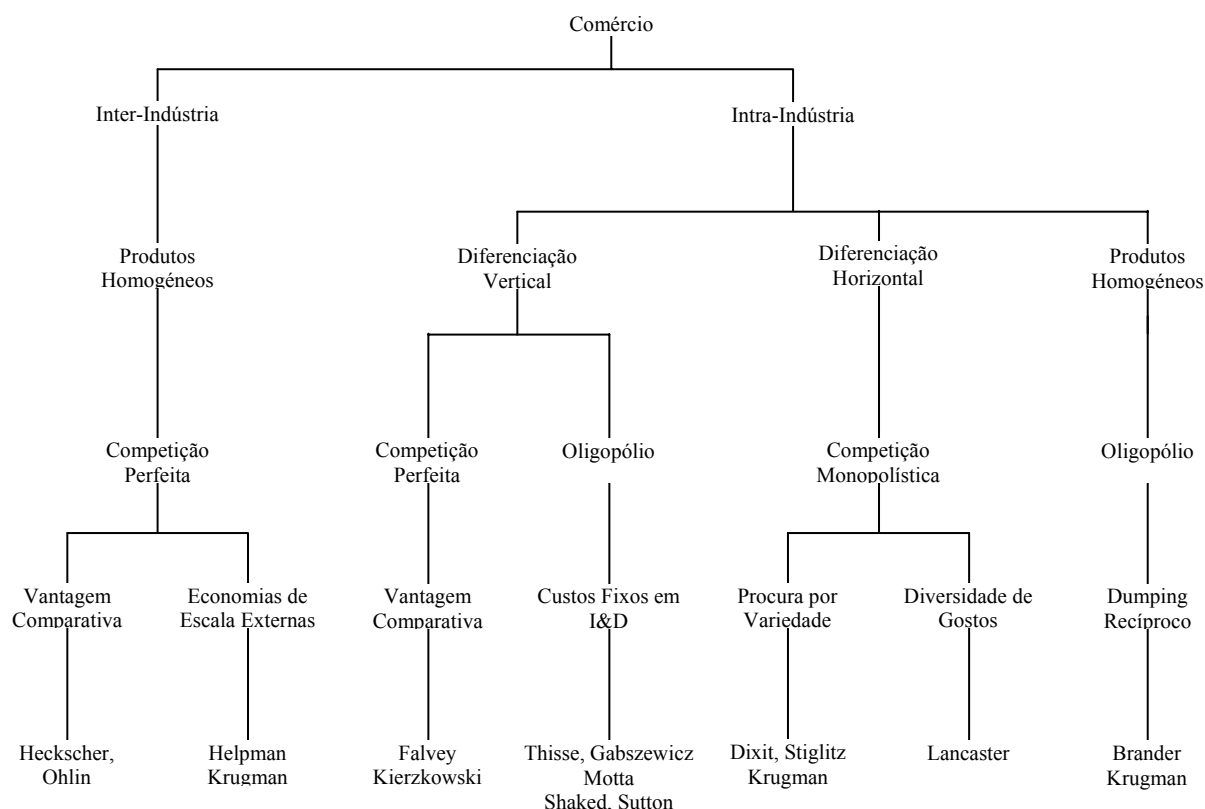 Comércio
Inter-Indústria
Intra-Indústria
Produtos
Homogéneos
Diferenciação
Vertical
Diferenciação
Horizontal
Produtos
Homogéneos
Competição
Perfeita
Competição
Perfeita
Oligopólio
Competição
Monopolística
Oligopólio
Vantagem
Comparativa
Economias de
Escala Externas
Vantagem
Comparativa
Custos Fixos em
I&D
Procura por
Variedade
Diversidade de
Gostos
Dumping
Recíproco
Heckscher,
Ohlin
Helpman
Krugman
Falvey
Kierzkowski
Thisse, Gabszewicz
Motta
Shaked, Sutton
Dixit, Stiglitz
Krugman
Lancaster
Brander
Krugman